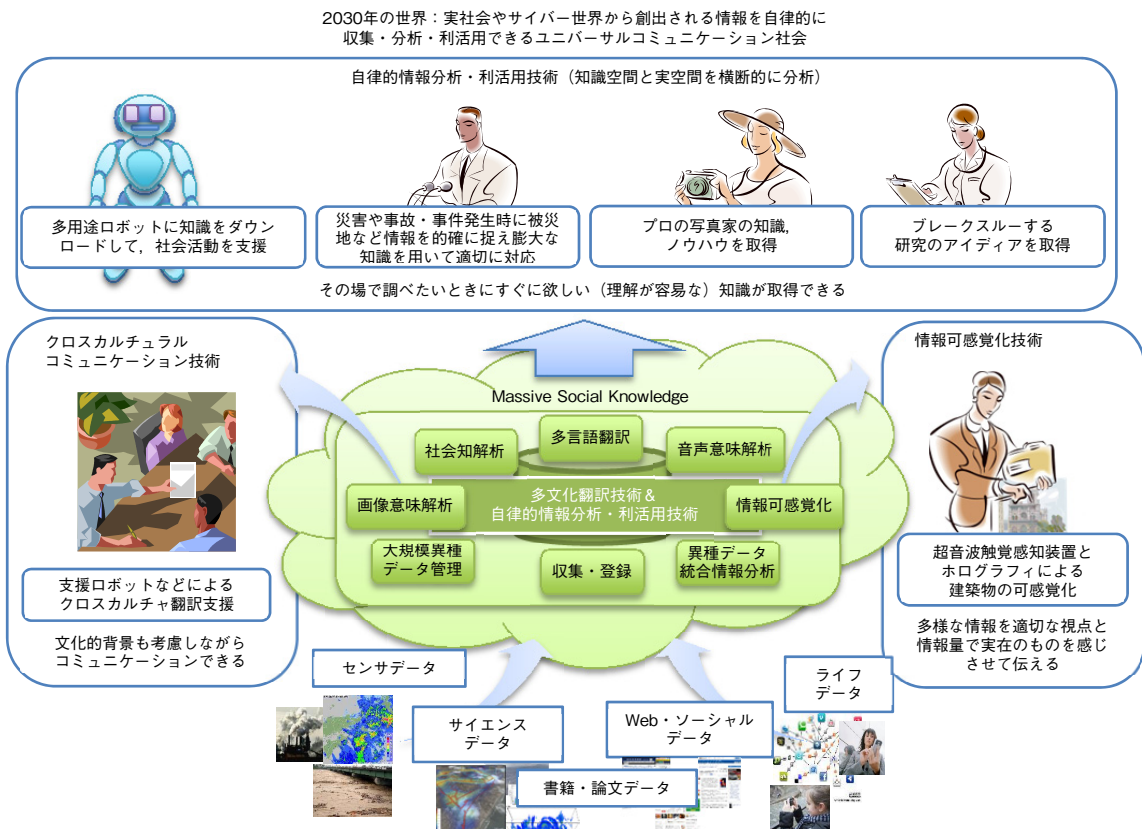 2030年の世界：実社会やサイバー世界から創出される情報を自律的に
収集・分析・利活用できるユニバーサルコミュニケーション社会
自律的情報分析・利活用技術（知識空間と実空間を横断的に分析）
多用途ロボットに知識をダウン
ロードして，社会活動を支援
災害や事故・事件発生時に被災
地など情報を的確に捉え膨大な
知識を用いて適切に対応
プロの写真家の知識，
ノウハウを取得
ブレークスルーする
研究のアイディアを取得
その場で調べたいときにすぐに欲しい（理解が容易な）知識が取得できる
クロスカルチュラル
コミュニケーション技術
支援ロボットなどによる
クロスカルチャ翻訳支援
文化的背景も考慮しながら
コミュニケーションできる
Massive Social Knowledge
社会知解析
多言語翻訳
音声意味解析
画像意味解析
多文化翻訳技術＆
自律的情報分析・利活用技術
情報可感覚化
大規模異種
データ管理
収集・登録
異種データ
統合情報分析
情報可感覚化技術
超音波触覚感知装置と
ホログラフィによる
建築物の可感覚化
多様な情報を適切な視点と
情報量で実在のものを感じ
させて伝える
センサデータ
サイエンス
データ
書籍・論文データ
Web・ソーシャル
データ
ライフ
データ